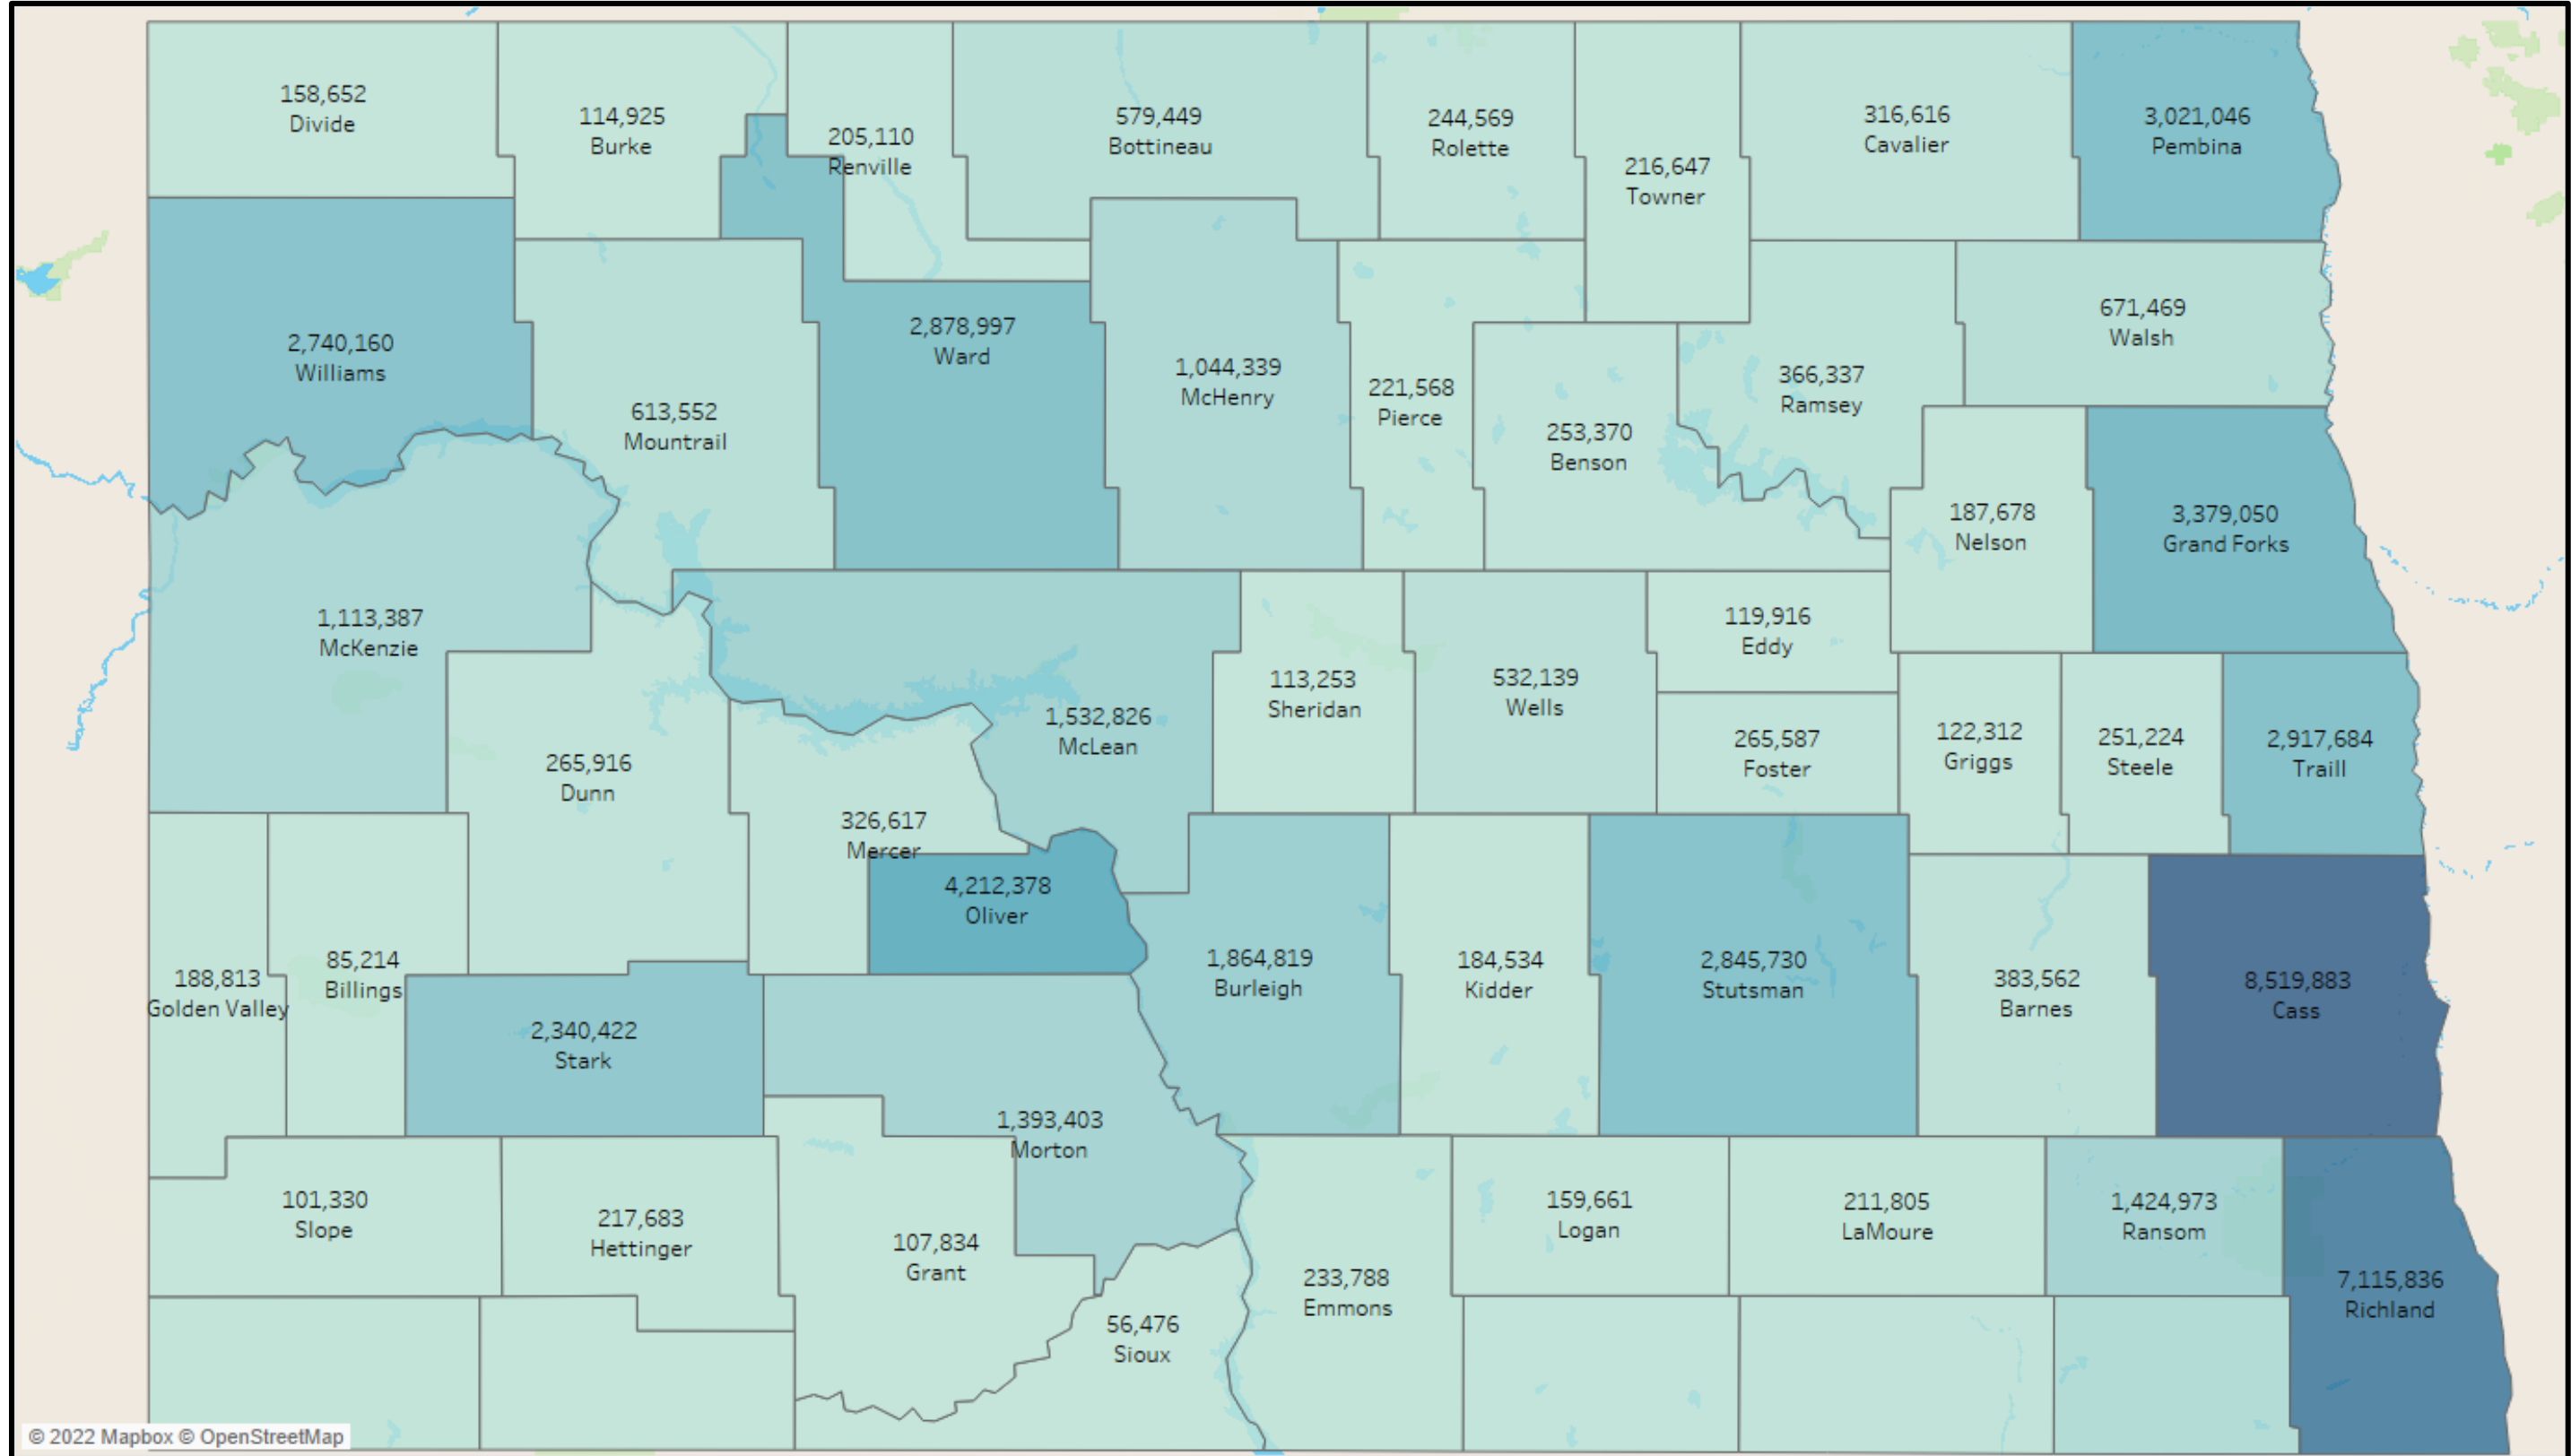 158,652
Divide
114,925
Burke
205,110
Renville
579,449
Bottineau
244,569
Rolette
216,647
Towner
316,616
Cavalier
3,021,046
Pembina
2,740,160
Williams
613,552
Mountrail
2,878,997
Ward
1,044,339
McHenry
221,568
Pierce
253,370
Benson
366,337
Ramsey
671,469
Walsh
187,678
Nelson
3,379,050
Grand Forks
1,113,387
McKenzie
265,916
Dunn
326,617
Mercer
1,532,826
McLean
113,253
Sheridan
532,139
Wells
119,916
Eddy
265,587
Foster
122,312
Griggs
251,224
Steele
2,917,684
Traill
188,813
Golden Valley
85,214
Billings
2,340,422
Stark
4,212,378
Oliver
1,393,403
Morton
1,864,819
Burleigh
184,534
Kidder
2,845,730
Stutsman
383,562
Barnes
8,519,883
Cass
101,330
Slope
217,683
Hettinger
107,834
Grant
56,476
Sioux
233,788
Emmons
159,661
Logan
211,805
LaMoure
1,424,973
Ransom
7,115,836
Richland
© 2022 Mapbox © OpenStreetMap